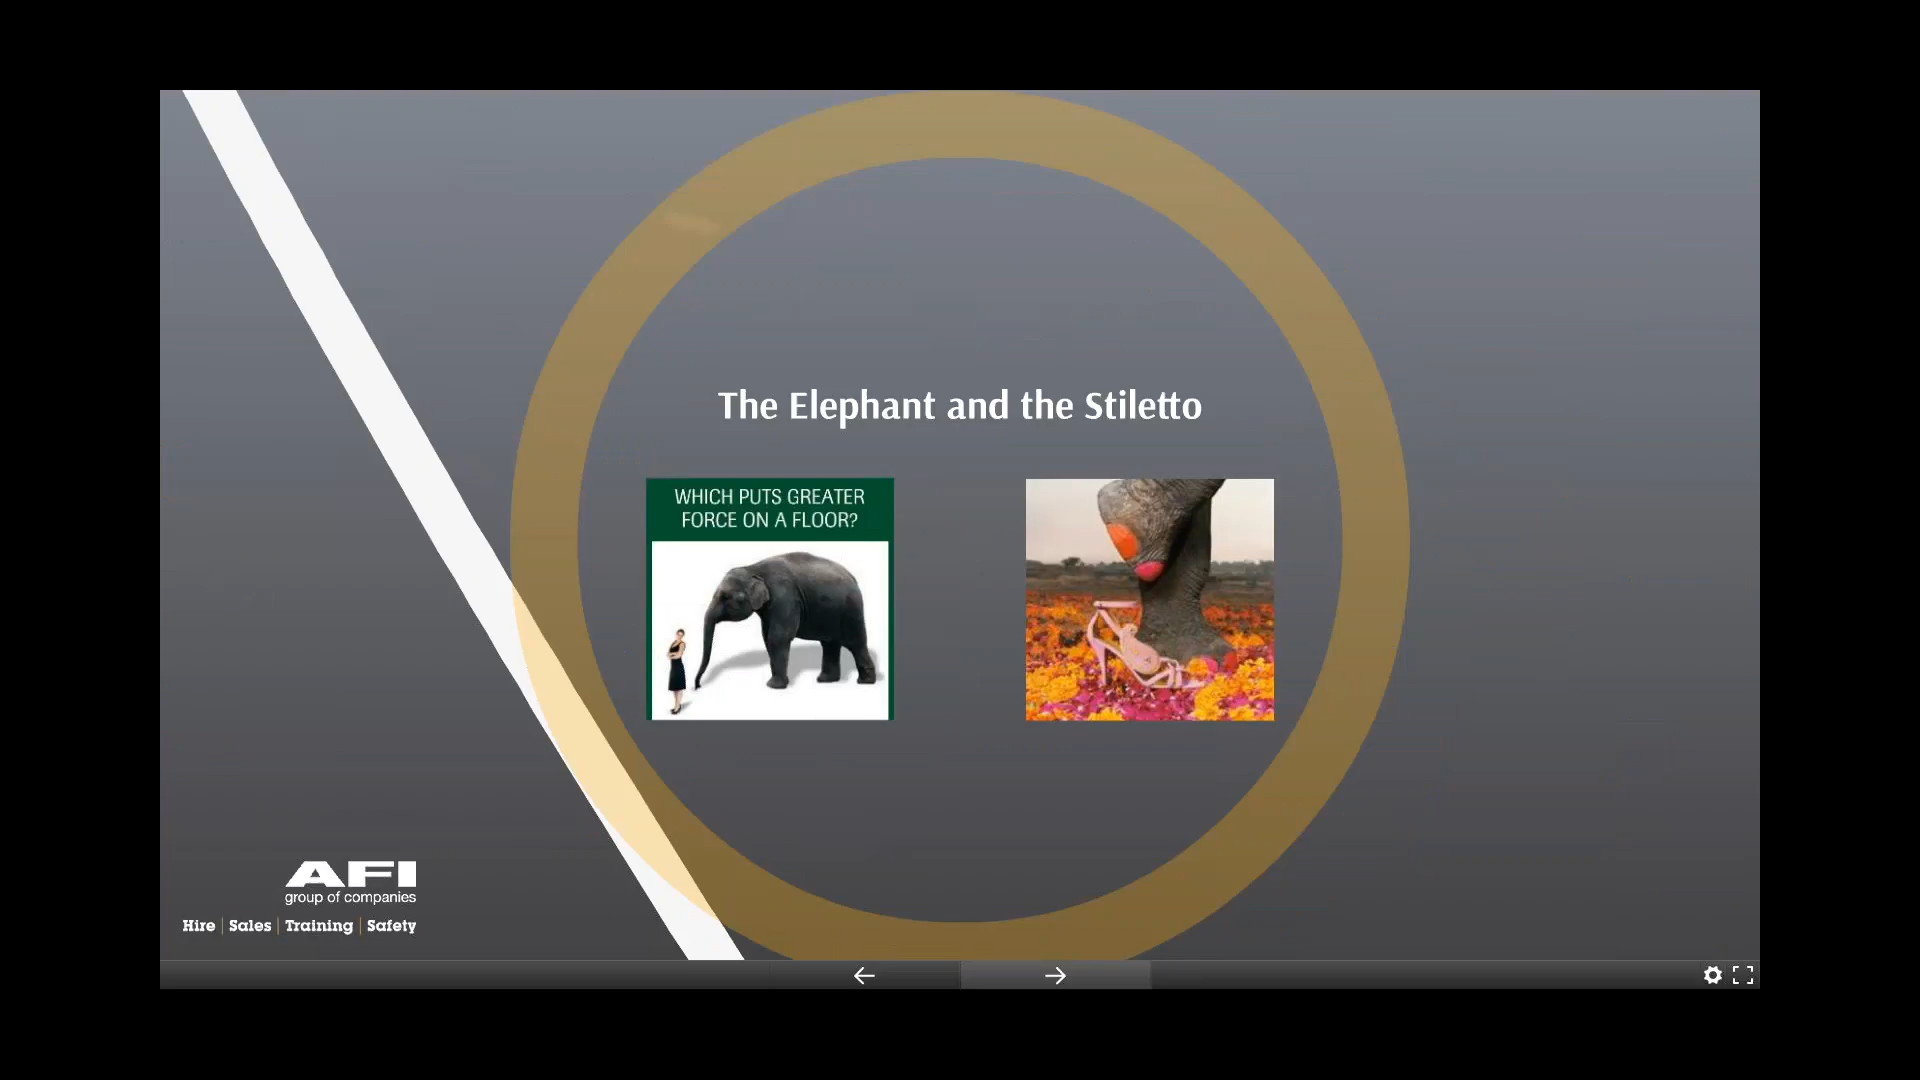 The Elephant and the Stiletto
WHICH PUTS GREATER
FORCE ON A FLOOR?
AFI
group of companies
Hire | Sales | Training | Safety